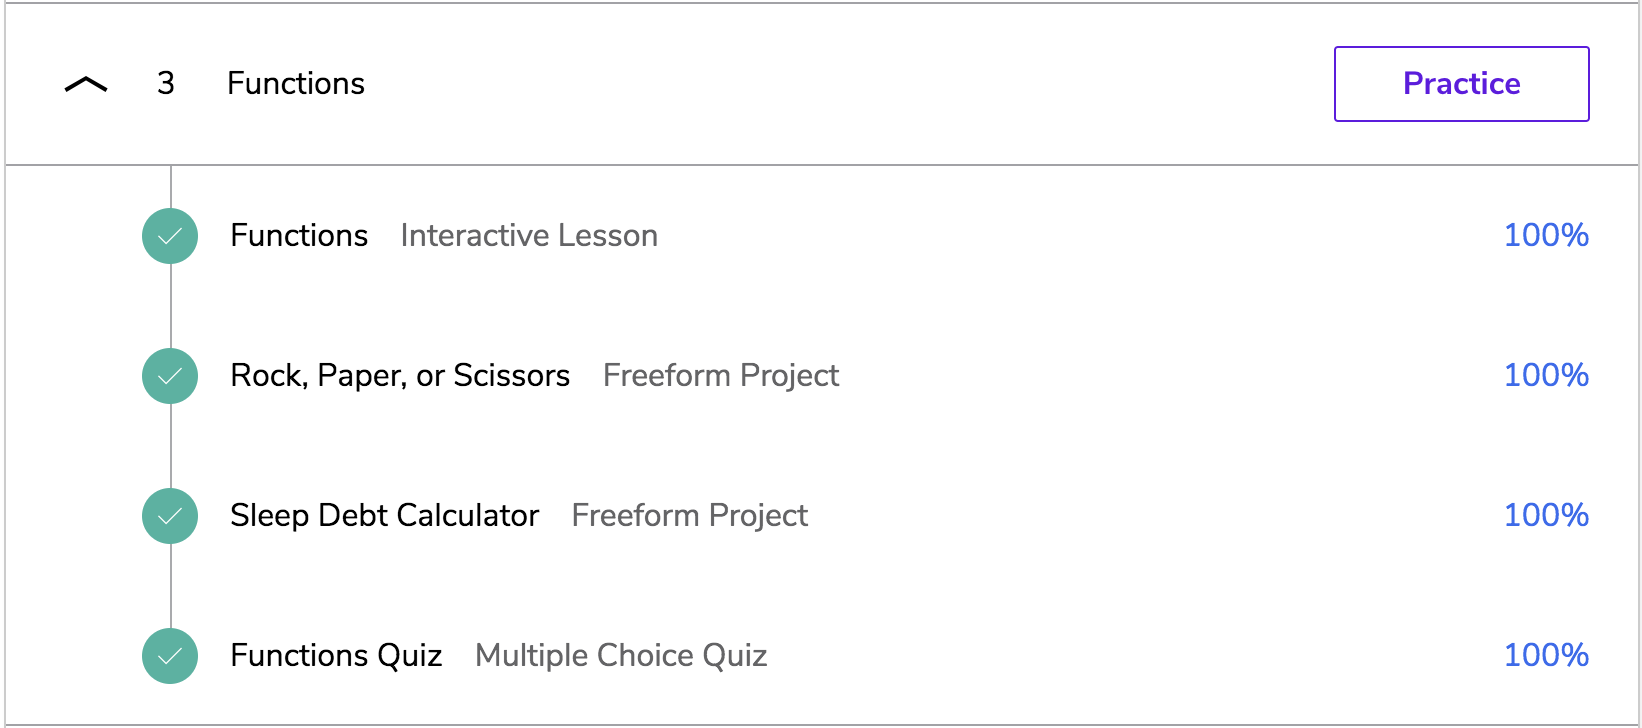 3 Functions Practice
Functions Interactive Lesson 100%
Rock, Paper, or Scissors Freeform Project 100%
Sleep Debt Calculator Freeform Project 100%
Functions Quiz Multiple Choice Quiz 100%